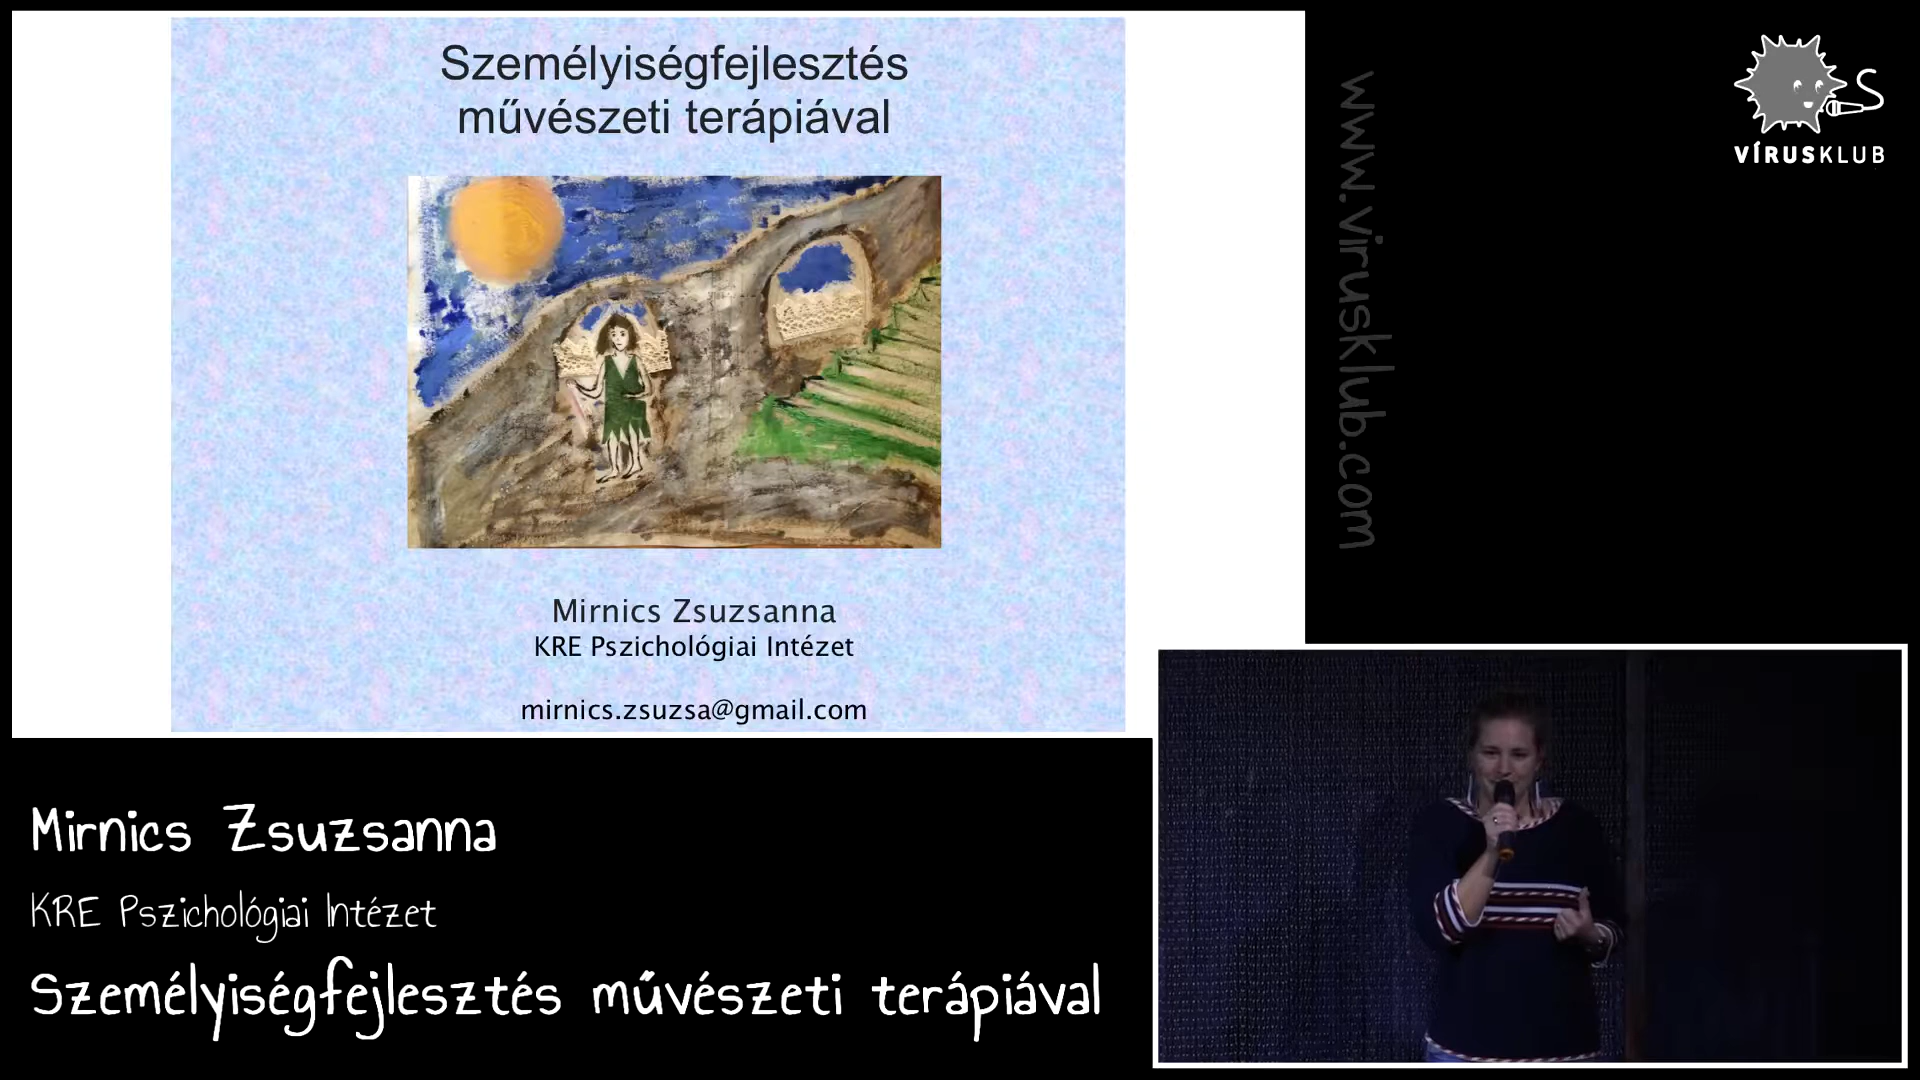 Személyiségfejlesztés
művészeti terápiával
Mirnics Zsuzsanna
KRE Pszichológiai Intézet
mirnics.zsuzsa@gmail.com
www.virusklub.com
VÍRUSKLUB
Mirnics Zsuzsanna
KRE Pszichológiai Intézet
Személyiségfejlesztés művészeti terápiával